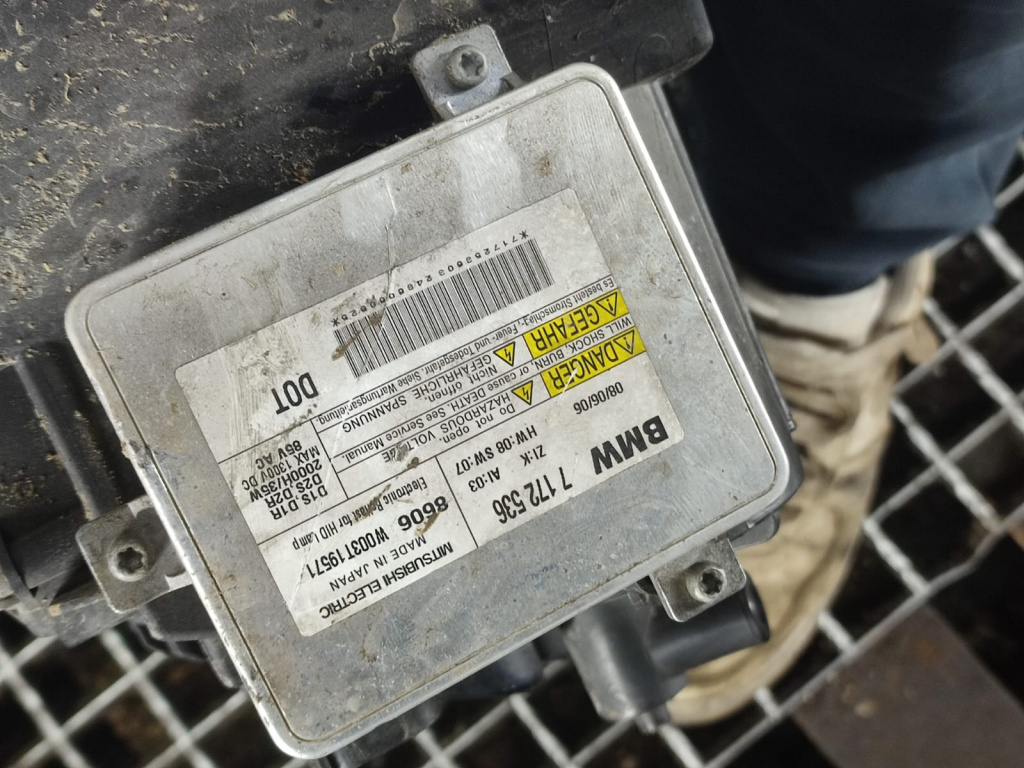 MITSUBISHI ELECTRIC
MADE IN JAPAN
8606 W003T19571
Electronic Ballast for HID Lamp
D1S, D1R
D2S, D2R
2000H/35W
MAX 1300V DC
85V AC
DOT
BMW
7 172 536
ZI:K AI:03
HW:08 SW:07
08/06/06
DANGER
WILL SHOCK, BURN, or cause DEATH. See Service Manual.
HAZARDOUS VOLTAGE
Do not open.
GEFAHR
GEFÄHRLICHE SPANNUNG
Nicht öffnen.
Es besteht Stromschlag-, Feuer- und Todesgefahr. Siehe Wartungsanleitung.